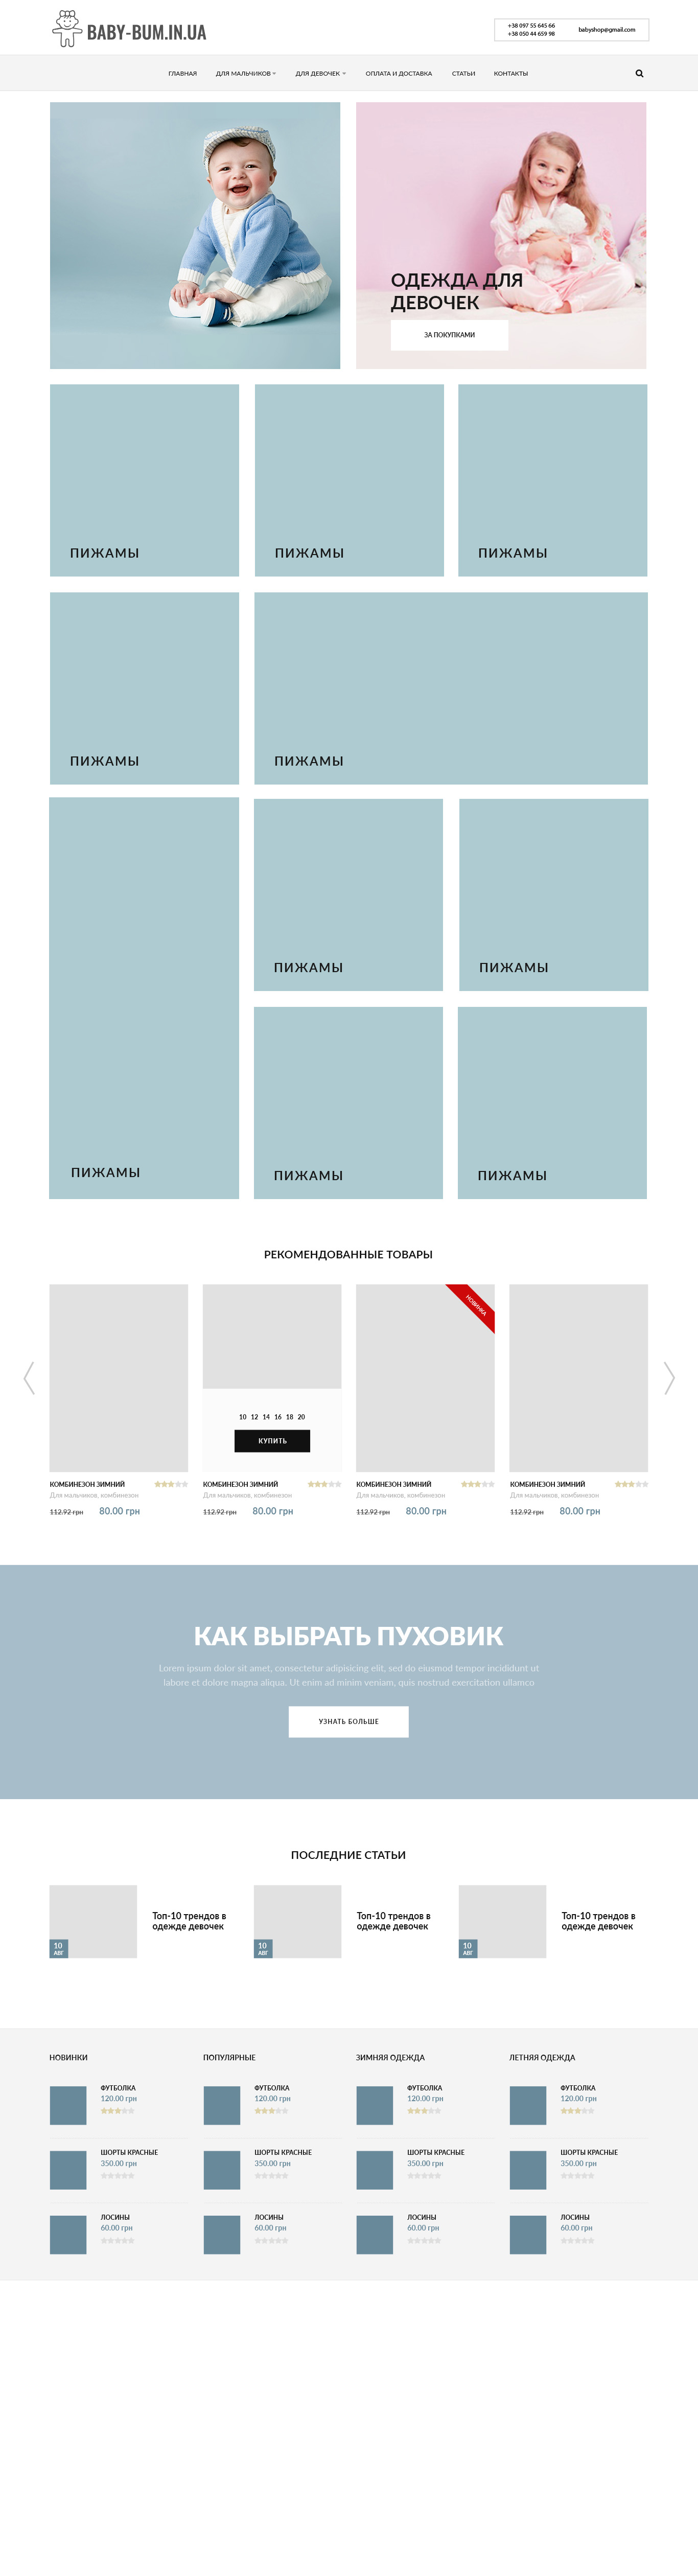 BABY-BUM.IN.UA
+38 097 55 645 66
+38 050 44 659 98
babyshop@gmail.com
ГЛАВНАЯ ДЛЯ МАЛЬЧИКОВ ДЛЯ ДЕВОЧЕК ОПЛАТА И ДОСТАВКА СТАТЬИ КОНТАКТЫ
ОДЕЖДА ДЛЯ
ДЕВОЧЕК
ЗА ПОКУПКАМИ
ПИЖАМЫ ПИЖАМЫ ПИЖАМЫ
ПИЖАМЫ ПИЖАМЫ
ПИЖАМЫ ПИЖАМЫ
ПИЖАМЫ ПИЖАМЫ ПИЖАМЫ
РЕКОМЕНДОВАННЫЕ ТОВАРЫ
НОВИНКА
10 12 14 16 18 20
КУПИТЬ
КОМБИНЕЗОН ЗИМНИЙ КОМБИНЕЗОН ЗИМНИЙ КОМБИНЕЗОН ЗИМНИЙ КОМБИНЕЗОН ЗИМНИЙ
Для мальчиков, комбинезон Для мальчиков, комбинезон Для мальчиков, комбинезон Для мальчиков, комбинезон
112.92 грн 80.00 грн 112.92 грн 80.00 грн 112.92 грн 80.00 грн 112.92 грн 80.00 грн
КАК ВЫБРАТЬ ПУХОВИК
Lorem ipsum dolor sit amet, consectetur adipisicing elit, sed do eiusmod tempor incididunt ut
labore et dolore magna aliqua. Ut enim ad minim veniam, quis nostrud exercitation ullamco
УЗНАТЬ БОЛЬШЕ
ПОСЛЕДНИЕ СТАТЬИ
10
АВГ
Топ-10 трендов в
одежде девочек
10
АВГ
Топ-10 трендов в
одежде девочек
10
АВГ
Топ-10 трендов в
одежде девочек
НОВИНКИ ПОПУЛЯРНЫЕ ЗИМНЯЯ ОДЕЖДА ЛЕТНЯЯ ОДЕЖДА
ФУТБОЛКА ФУТБОЛКА ФУТБОЛКА ФУТБОЛКА
120.00 грн 120.00 грн 120.00 грн 120.00 грн
ШОРТЫ КРАСНЫЕ ШОРТЫ КРАСНЫЕ ШОРТЫ КРАСНЫЕ ШОРТЫ КРАСНЫЕ
350.00 грн 350.00 грн 350.00 грн 350.00 грн
ЛОСИНЫ ЛОСИНЫ ЛОСИНЫ ЛОСИНЫ
60.00 грн 60.00 грн 60.00 грн 60.00 грн